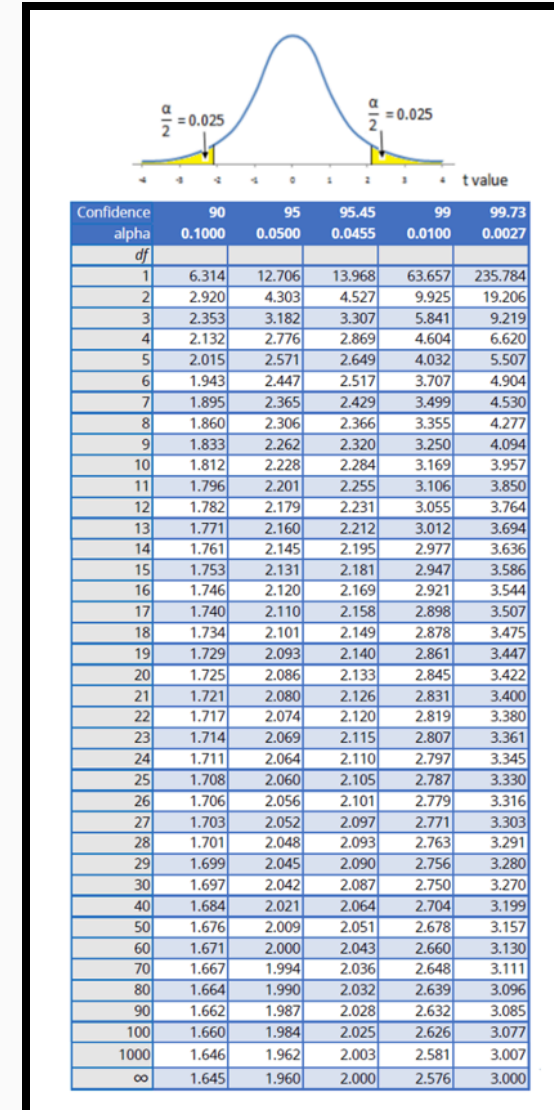 α/2 = 0.025
α/2 = 0.025
-4 -3 -2 -1 0 1 2 3 4 t value
Confidence 90 95 95.45 99 99.73
alpha 0.1000 0.0500 0.0455 0.0100 0.0027
df
1 6.314 12.706 13.968 63.657 235.784
2 2.920 4.303 4.527 9.925 19.206
3 2.353 3.182 3.307 5.841 9.219
4 2.132 2.776 2.869 4.604 6.620
5 2.015 2.571 2.649 4.032 5.507
6 1.943 2.447 2.517 3.707 4.904
7 1.895 2.365 2.429 3.499 4.530
8 1.860 2.306 2.366 3.355 4.277
9 1.833 2.262 2.320 3.250 4.094
10 1.812 2.228 2.284 3.169 3.957
11 1.796 2.201 2.255 3.106 3.850
12 1.782 2.179 2.231 3.055 3.764
13 1.771 2.160 2.212 3.012 3.694
14 1.761 2.145 2.195 2.977 3.636
15 1.753 2.131 2.181 2.947 3.586
16 1.746 2.120 2.169 2.921 3.544
17 1.740 2.110 2.158 2.898 3.507
18 1.734 2.101 2.149 2.878 3.475
19 1.729 2.093 2.140 2.861 3.447
20 1.725 2.086 2.133 2.845 3.422
21 1.721 2.080 2.126 2.831 3.400
22 1.717 2.074 2.120 2.819 3.380
23 1.714 2.069 2.115 2.807 3.361
24 1.711 2.064 2.110 2.797 3.345
25 1.708 2.060 2.105 2.787 3.330
26 1.706 2.056 2.101 2.779 3.316
27 1.703 2.052 2.097 2.771 3.303
28 1.701 2.048 2.093 2.763 3.291
29 1.699 2.045 2.090 2.756 3.280
30 1.697 2.042 2.087 2.750 3.270
40 1.684 2.021 2.064 2.704 3.199
50 1.676 2.009 2.051 2.678 3.157
60 1.671 2.000 2.043 2.660 3.130
70 1.667 1.994 2.036 2.648 3.111
80 1.664 1.990 2.032 2.639 3.096
90 1.662 1.987 2.028 2.632 3.085
100 1.660 1.984 2.025 2.626 3.077
1000 1.646 1.962 2.003 2.581 3.007
∞ 1.645 1.960 2.000 2.576 3.000